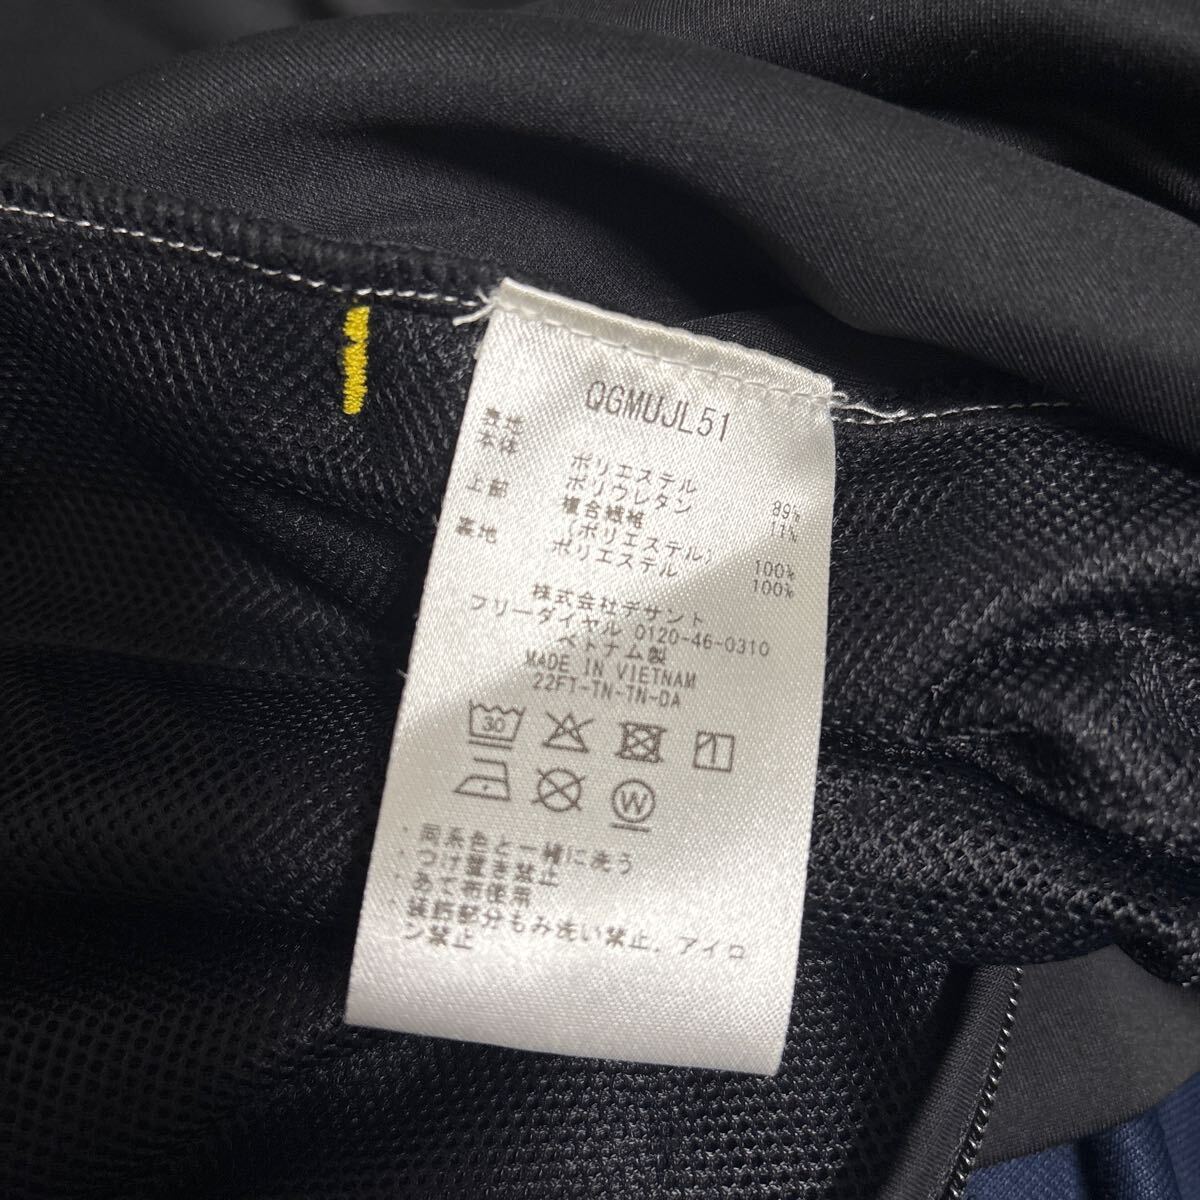 QGMUJL51
表地
本体 ポリエステル 89%
ポリウレタン 11%
上部 複合繊維
(ポリエステル) 100%
裏地 ポリエステル 100%
株式会社デサント
フリーダイヤル 0120-46-0310
ベトナム製
MADE IN VIETNAM
22FT-TN-TN-DA
30
W
・同系色と一緒に洗う
・つけ置き禁止
・あて布使用
・接着部分もみ洗い禁止、アイロ
ン禁止